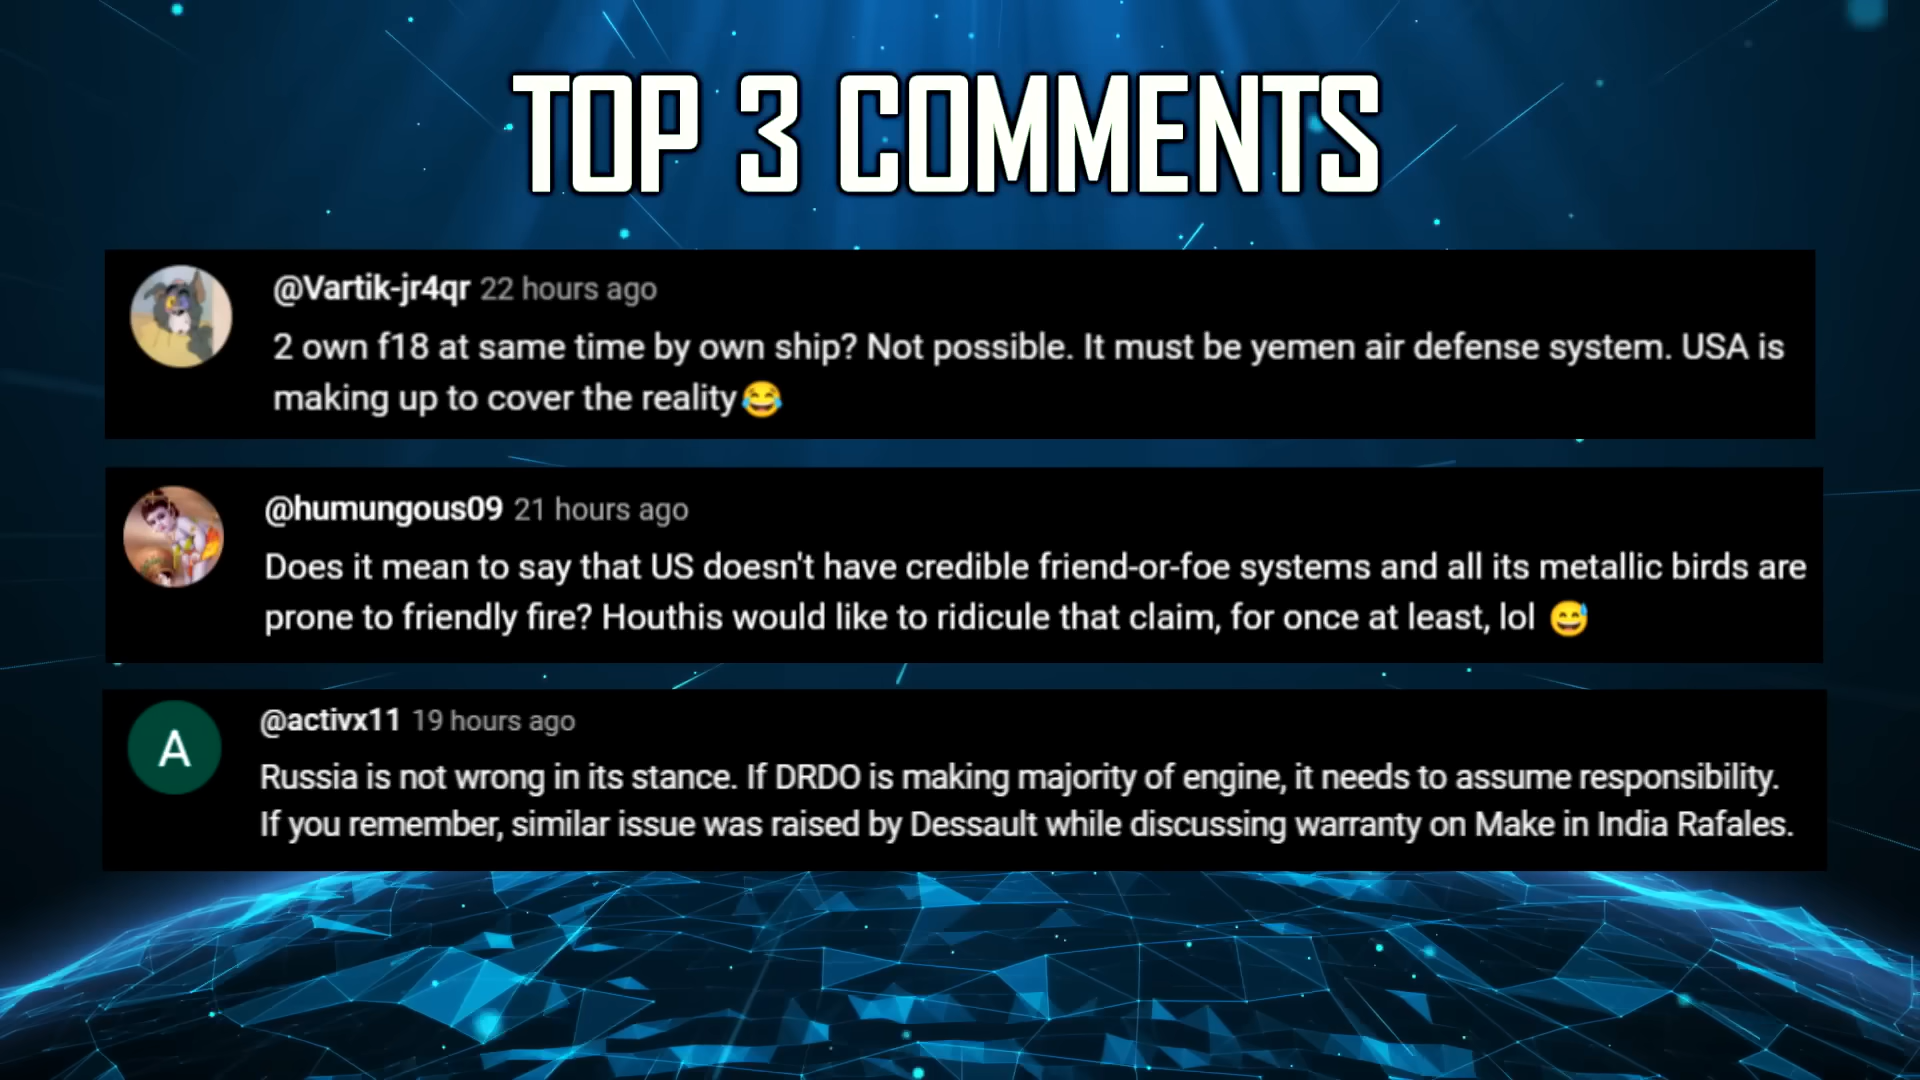 TOP 3 COMMENTS
@Vartik-jr4qr 22 hours ago
2 own f18 at same time by own ship? Not possible. It must be yemen air defense system. USA is
making up to cover the reality😂
@humungous09 21 hours ago
Does it mean to say that US doesn't have credible friend-or-foe systems and all its metallic birds are
prone to friendly fire? Houthis would like to ridicule that claim, for once at least, lol 😅
A
@activx11 19 hours ago
Russia is not wrong in its stance. If DRDO is making majority of engine, it needs to assume responsibility.
If you remember, similar issue was raised by Dessault while discussing warranty on Make in India Rafales.